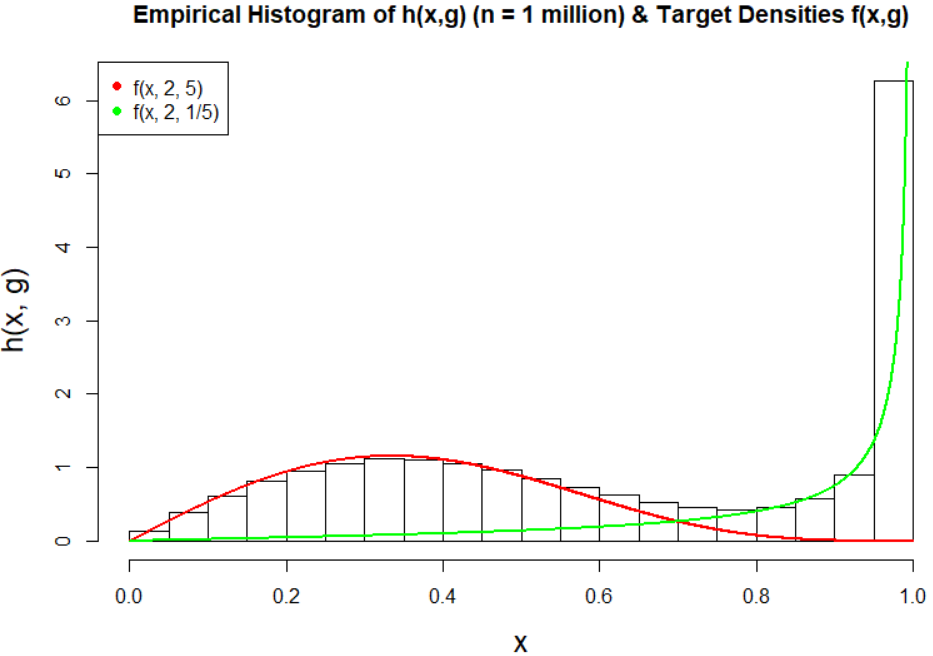 Empirical Histogram of h(x,g) (n = 1 million) & Target Densities f(x,g)
f(x, 2, 5)
f(x, 2, 1/5)
h(x, g)
6
5
4
3
2
1
0
0.0 0.2 0.4 0.6 0.8 1.0
x